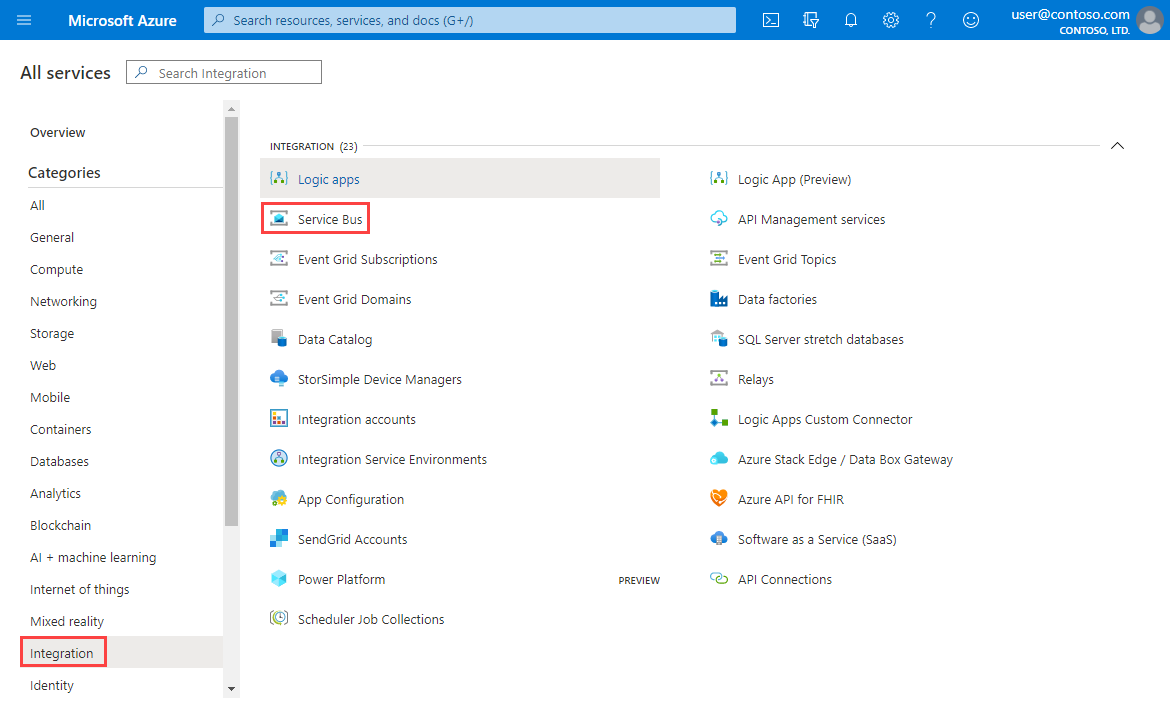 Microsoft Azure
Search resources, services, and docs (G+/)
user@contoso.com
CONTOSO, LTD.
All services
Search Integration
Overview
Categories
All
General
Compute
Networking
Storage
Web
Mobile
Containers
Databases
Analytics
Blockchain
AI + machine learning
Internet of things
Mixed reality
Integration
Identity
INTEGRATION (23)
Logic apps
Logic App (Preview)
Service Bus
API Management services
Event Grid Subscriptions
Event Grid Topics
Event Grid Domains
Data factories
Data Catalog
SQL Server stretch databases
StorSimple Device Managers
Relays
Integration accounts
Logic Apps Custom Connector
Integration Service Environments
Azure Stack Edge / Data Box Gateway
App Configuration
Azure API for FHIR
SendGrid Accounts
Software as a Service (SaaS)
Power Platform
PREVIEW
API Connections
Scheduler Job Collections